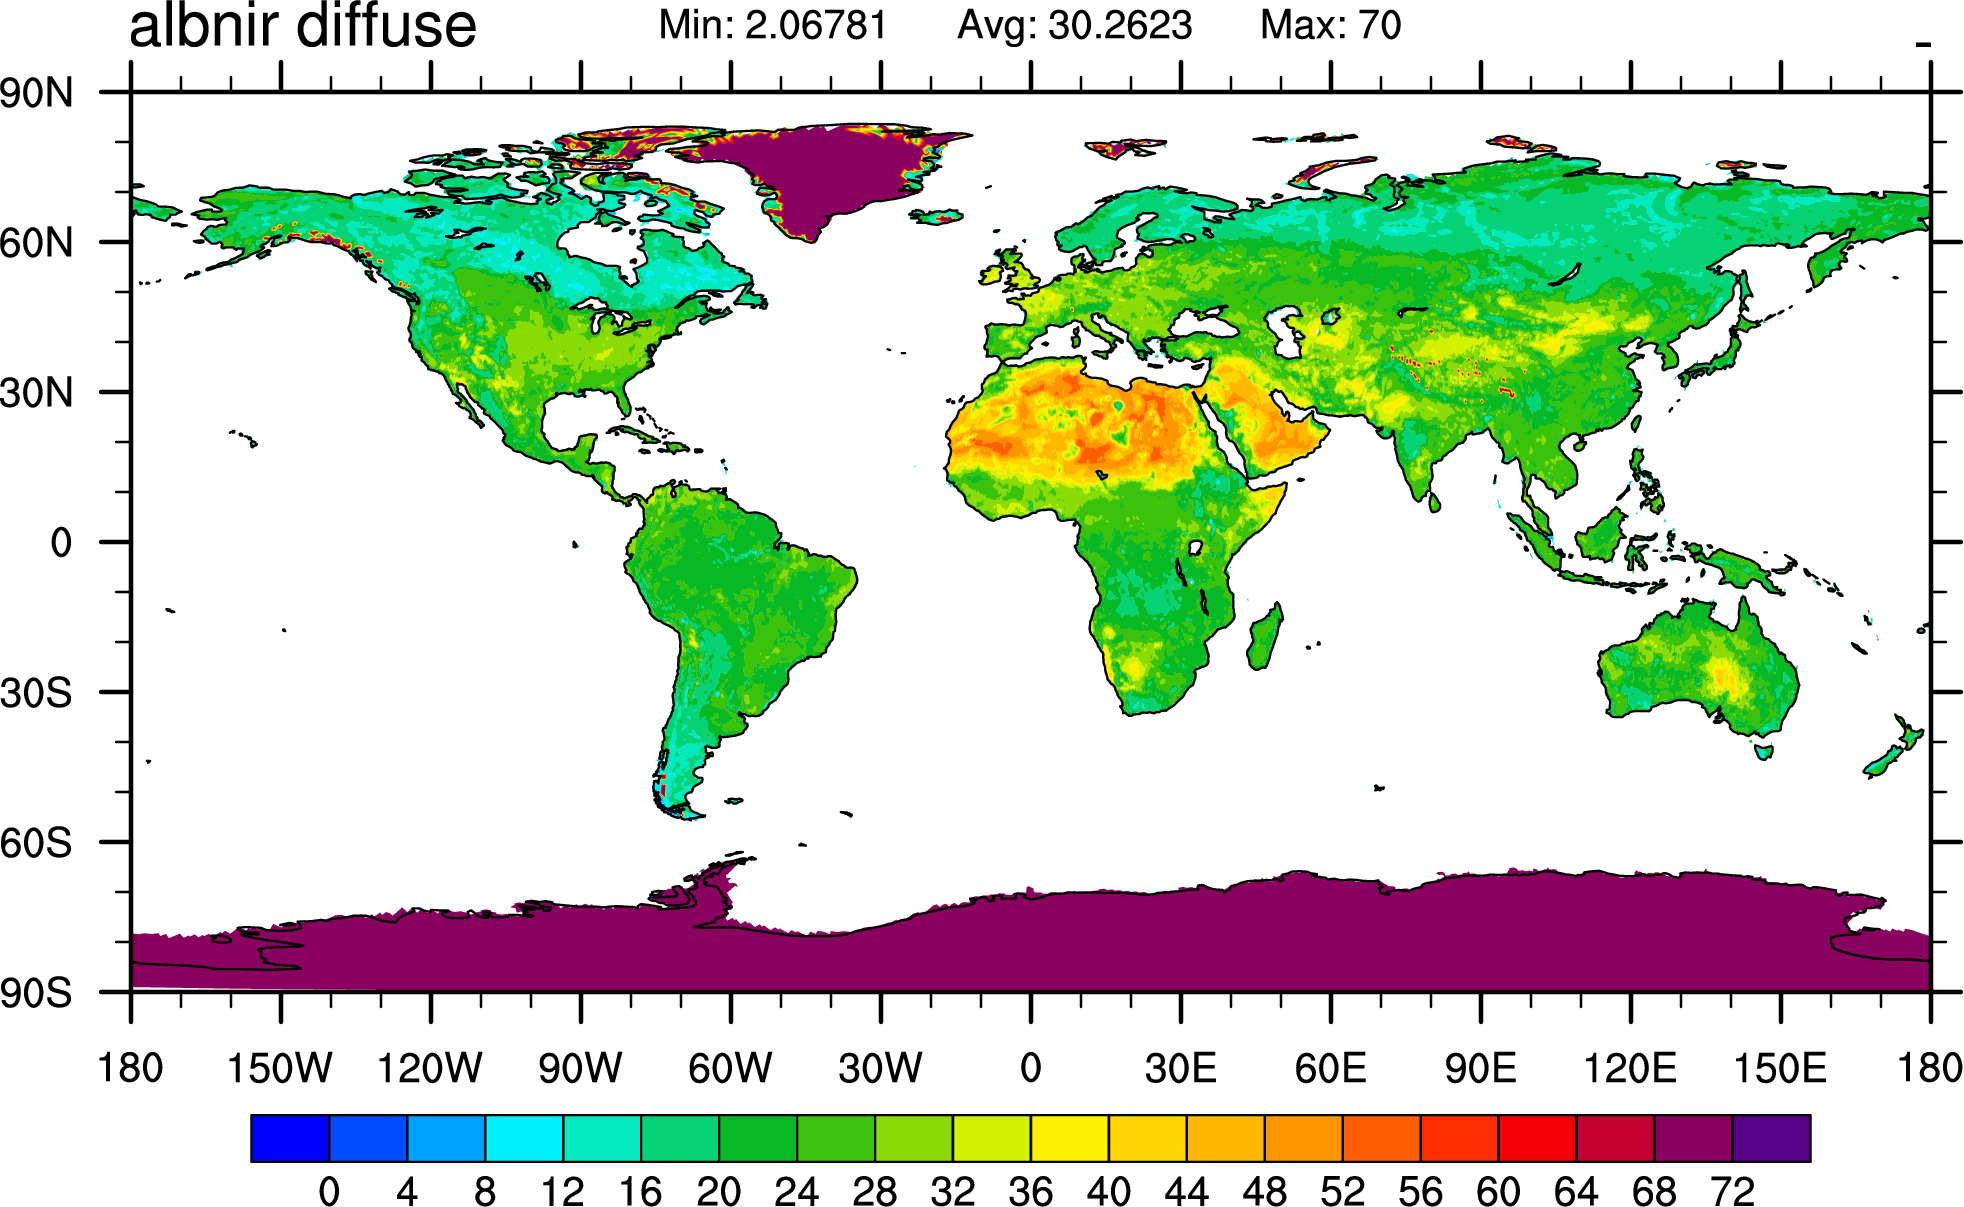 albnir diffuse Min: 2.06781 Avg: 30.2623 Max: 70 -
90N
60N
30N
0
30S
60S
90S
180 150W 120W 90W 60W 30W 0 30E 60E 90E 120E 150E 180
0 4 8 12 16 20 24 28 32 36 40 44 48 52 56 60 64 68 72